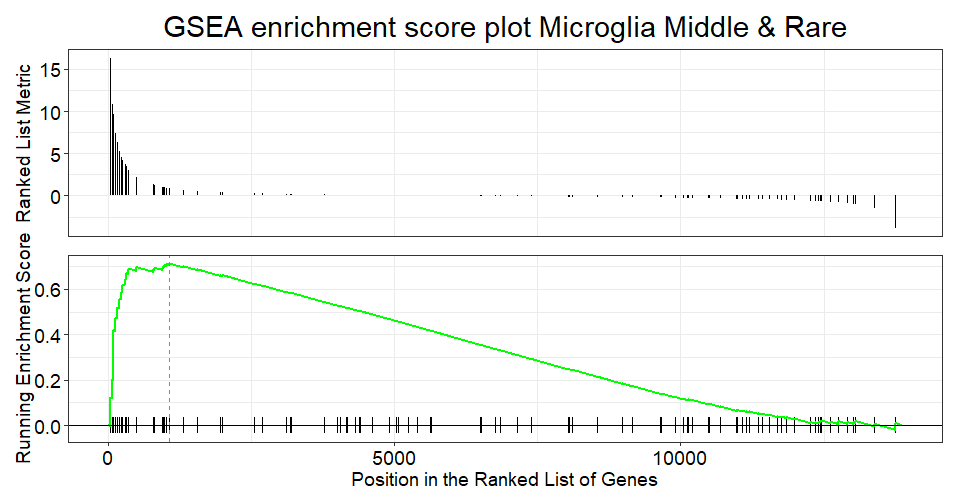 GSEA enrichment score plot Microglia Middle & Rare
Ranked List Metric
15
10
5
0
Running Enrichment Score
0.6
0.4
0.2
0.0
0
5000
10000
Position in the Ranked List of Genes